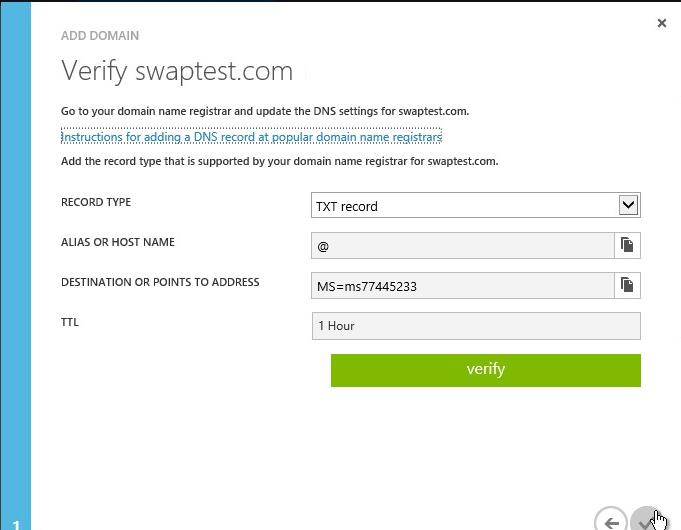 ADD DOMAIN
Verify swaptest.com
Go to your domain name registrar and update the DNS settings for swaptest.com.
Instructions for adding a DNS record at popular domain name registrars
Add the record type that is supported by your domain name registrar for swaptest.com.
RECORD TYPE
TXT record
ALIAS OR HOST NAME
@
DESTINATION OR POINTS TO ADDRESS
MS=ms77445233
TTL
1 Hour
verify
1